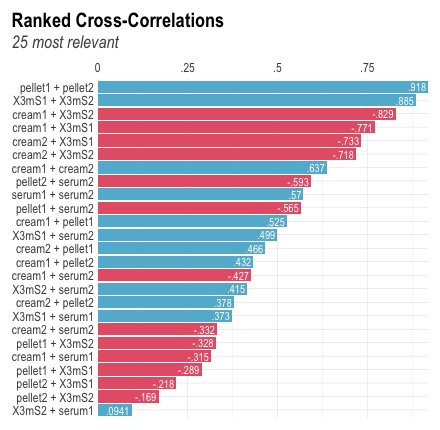 Ranked Cross-Correlations
25 most relevant
0 .25 .5 .75
pellet1 + pellet2 .918
X3mS1 + X3mS2 .885
cream1 + X3mS2 -.829
cream1 + X3mS1 -.771
cream2 + X3mS1 -.733
cream2 + X3mS2 -.718
cream1 + cream2 .637
pellet2 + serum2 -.593
serum1 + serum2 .57
pellet1 + serum2 -.565
cream1 + pellet1 .525
X3mS1 + serum2 .499
cream2 + pellet1 .466
cream1 + pellet2 .432
cream1 + serum2 -.427
X3mS2 + serum2 .415
cream2 + pellet2 .378
X3mS1 + serum1 .373
cream2 + serum2 -.332
pellet1 + X3mS2 -.328
cream1 + serum1 -.315
pellet1 + X3mS1 -.289
pellet2 + X3mS1 -.218
pellet2 + X3mS2 -.169
X3mS2 + serum1 .0941